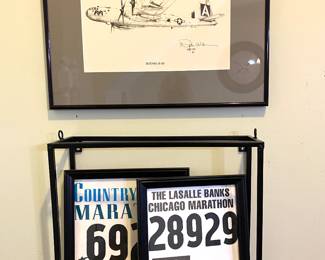 A
COUNTRY
THE LASALLE BANKS
MARA
CHICAGO MARATHON
69
28929